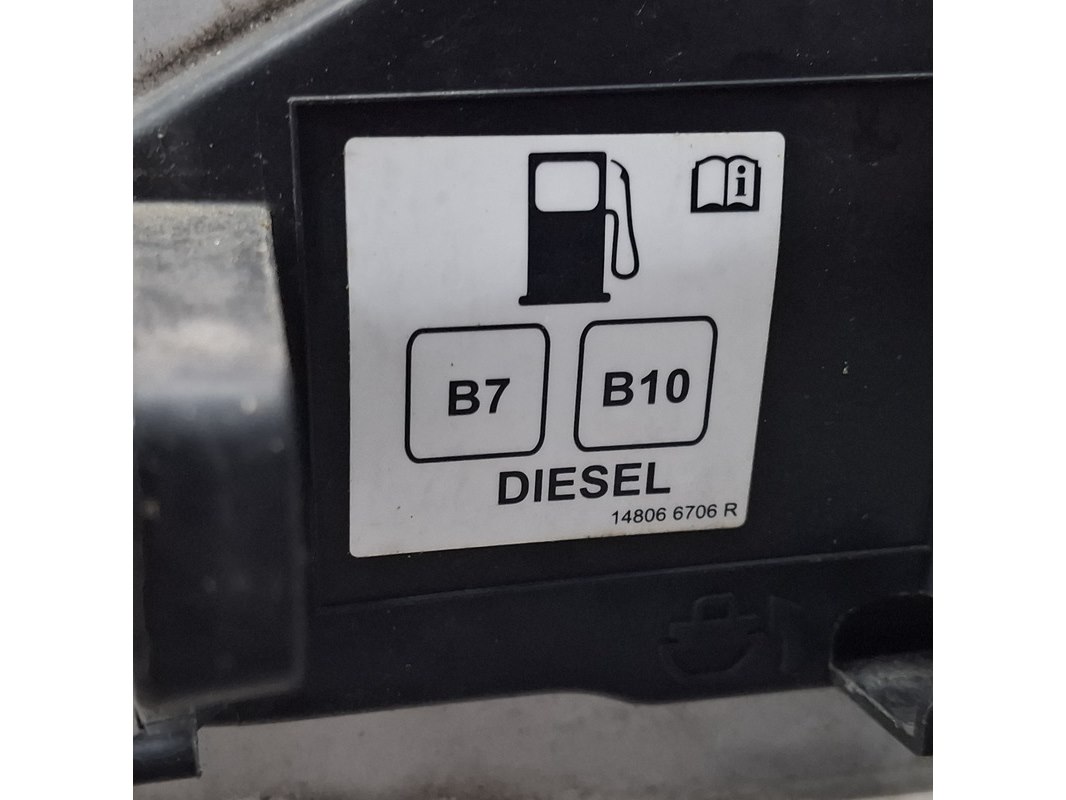 i
B7 B10
DIESEL
14806 6706 R